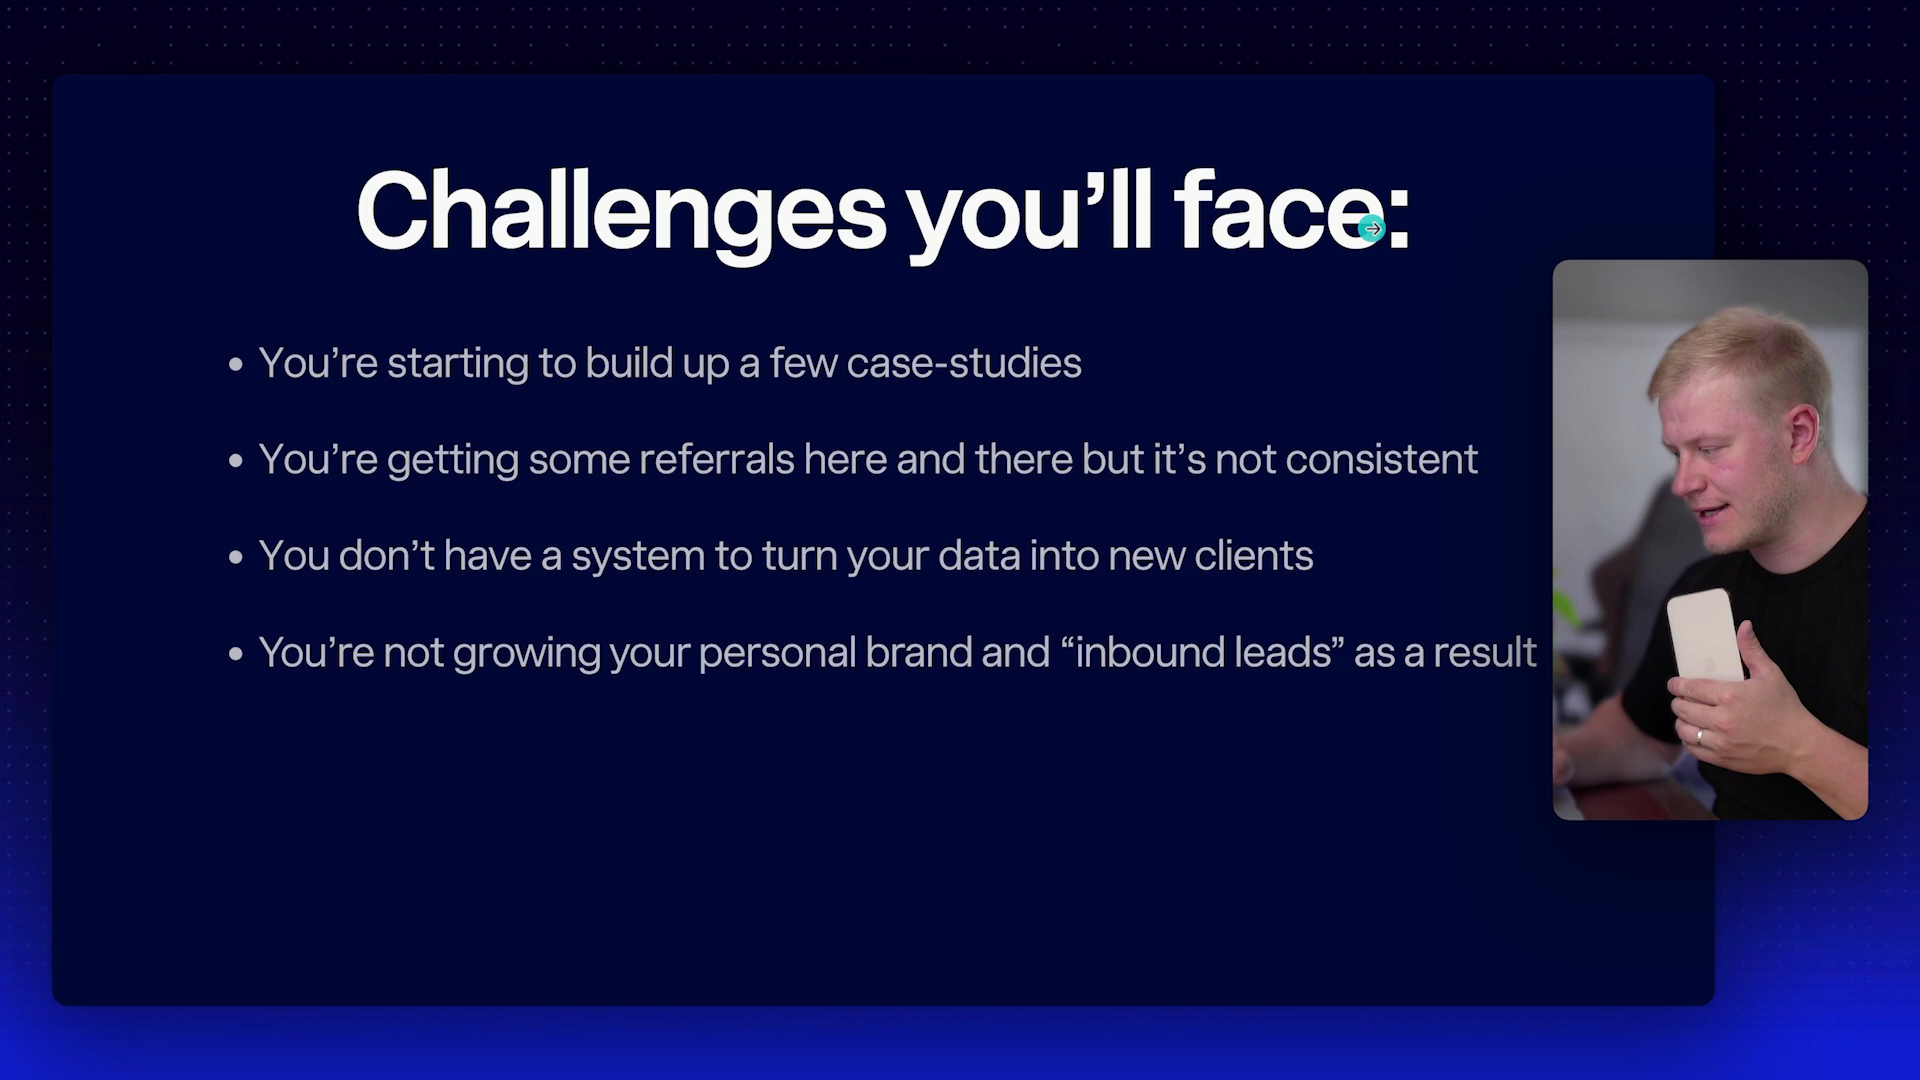 Challenges you’ll face:
• You’re starting to build up a few case-studies
• You’re getting some referrals here and there but it’s not consistent
• You don’t have a system to turn your data into new clients
• You’re not growing your personal brand and “inbound leads” as a result